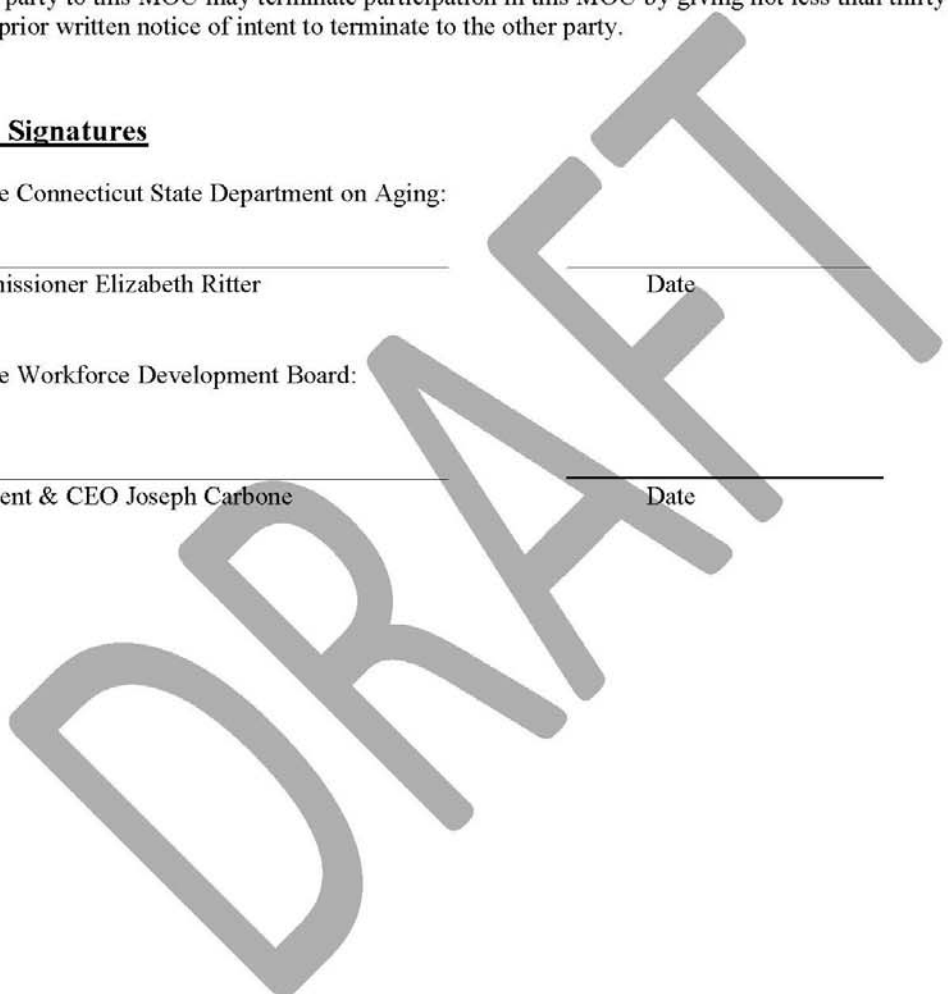 party to this MOU may terminate participation in this MOU by giving not less than thirty
prior written notice of intent to terminate to the other party.
Signatures
e Connecticut State Department on Aging:
nissioner Elizabeth Ritter Date
e Workforce Development Board:
ent & CEO Joseph Carbone Date
DRAFT